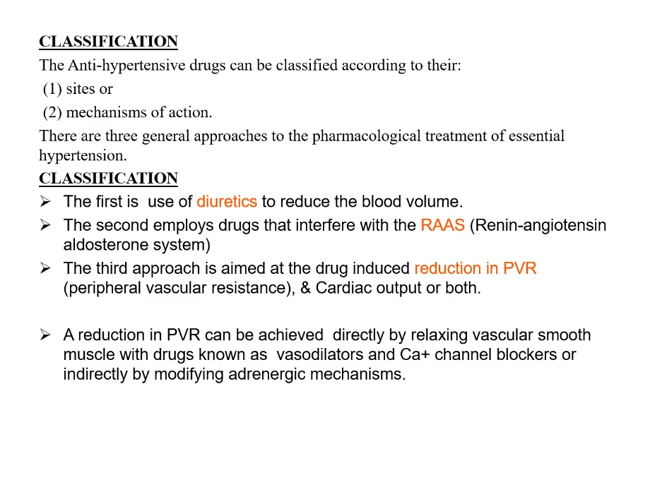 CLASSIFICATION
The Anti-hypertensive drugs can be classified according to their:
(1) sites or
(2) mechanisms of action.
There are three general approaches to the pharmacological treatment of essential
hypertension.
CLASSIFICATION
➢ The first is use of diuretics to reduce the blood volume.
➢ The second employs drugs that interfere with the RAAS (Renin-angiotensin
aldosterone system)
➢ The third approach is aimed at the drug induced reduction in PVR
(peripheral vascular resistance), & Cardiac output or both.
➢ A reduction in PVR can be achieved directly by relaxing vascular smooth
muscle with drugs known as vasodilators and Ca+ channel blockers or
indirectly by modifying adrenergic mechanisms.